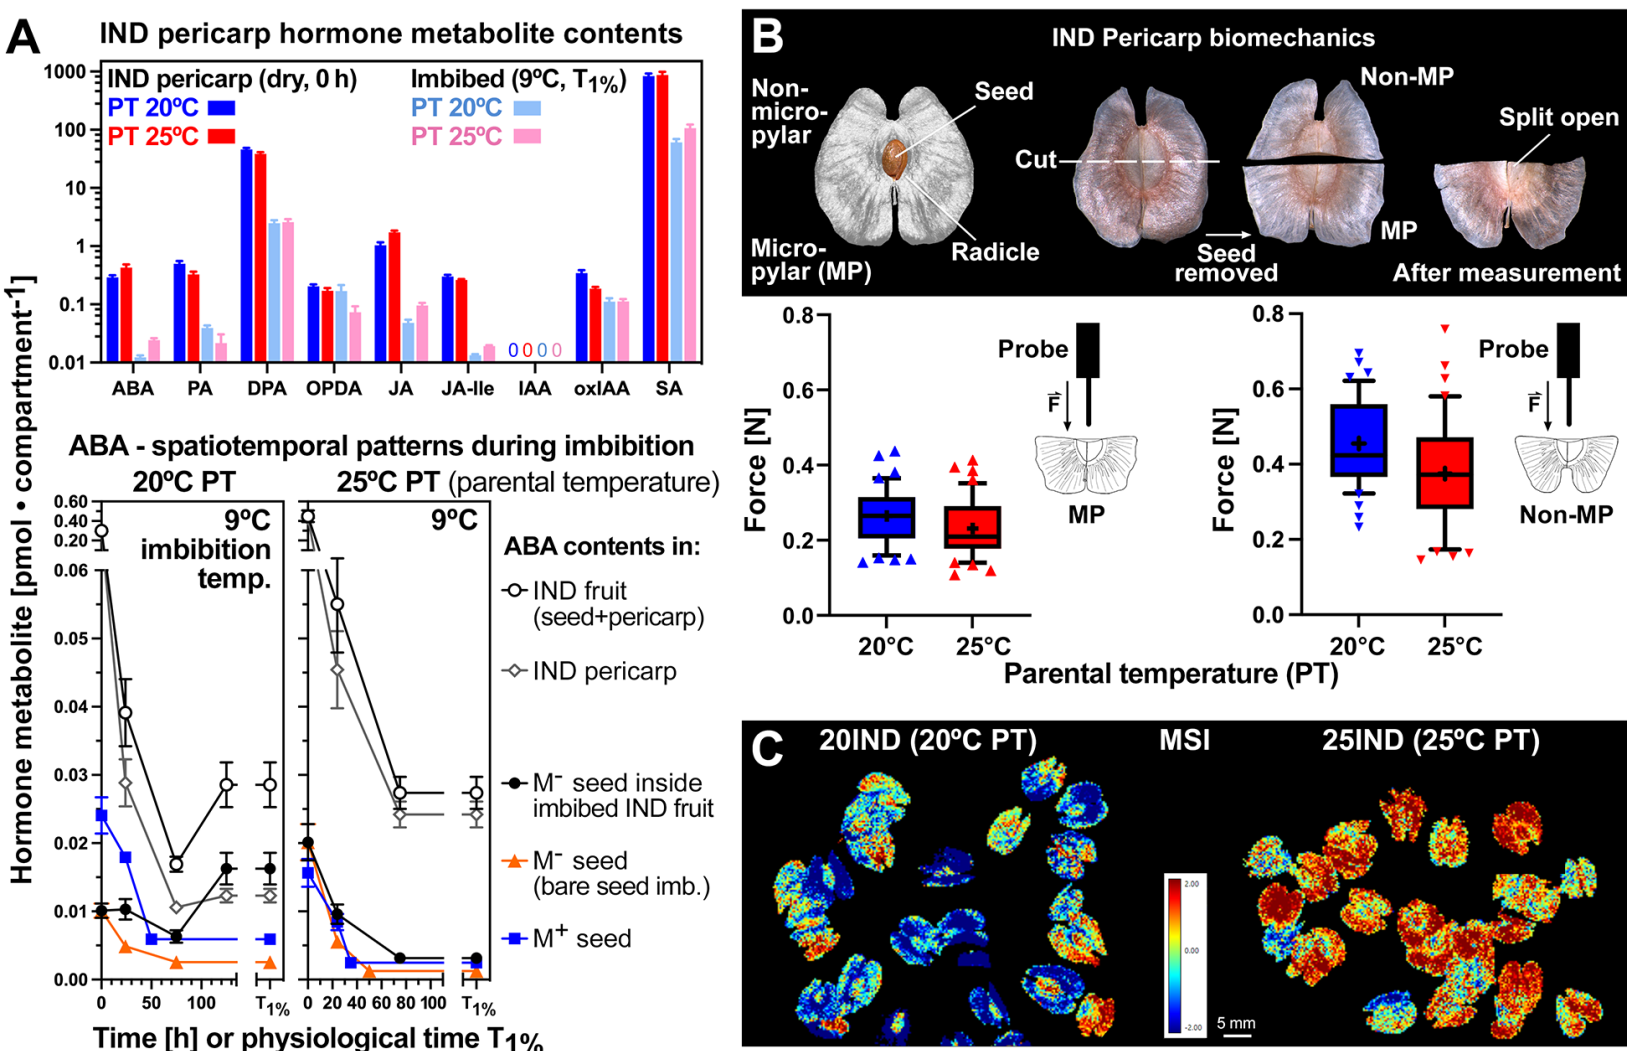 A
IND pericarp hormone metabolite contents
IND pericarp (dry, 0 h)
PT 20ºC
PT 25ºC
Imbibed (9ºC, T1%)
PT 20ºC
PT 25ºC
1000
100
10
1
0.1
0.01
0 0 0 0
ABA PA DPA OPDA JA JA-Ile IAA oxIAA SA
Hormone metabolite [pmol • compartment-1]
ABA - spatiotemporal patterns during imbibition
20ºC PT
25ºC PT (parental temperature)
9ºC
imbibition
temp.
9ºC
0.60
0.40
0.20
0.06
0.05
0.04
0.03
0.02
0.01
0.00
0 50 100 T1%
0 20 40 60 80 100 T1%
Time [h] or physiological time T1%
ABA contents in:
IND fruit
(seed+pericarp)
IND pericarp
M- seed inside
imbibed IND fruit
M- seed
(bare seed imb.)
M+ seed
B
IND Pericarp biomechanics
Non-
micro-
pylar
Seed
Micro-
pylar (MP)
Radicle
Cut
Seed
removed
Non-MP
MP
Split open
After measurement
0.8
0.6
0.4
0.2
0.0
Force [N]
Probe
F
MP
20°C 25°C
0.8
0.6
0.4
0.2
0.0
Force [N]
Probe
F
Non-MP
20°C 25°C
Parental temperature (PT)
C
20IND (20ºC PT)
MSI
25IND (25ºC PT)
2.00
0.00
-2.00
5 mm